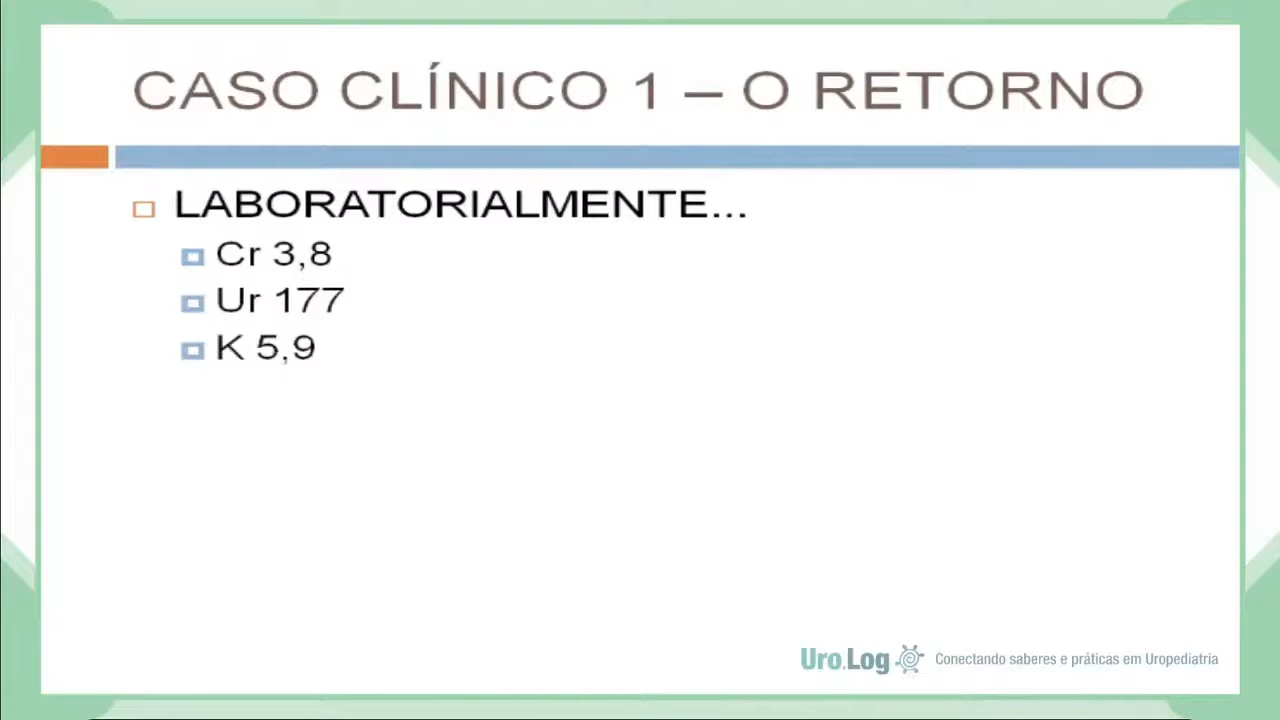 CASO CLÍNICO 1 – O RETORNO
LABORATORIALMENTE...
Cr 3,8
Ur 177
K 5,9
Uro.Log Conectando saberes e práticas em Uropediatria